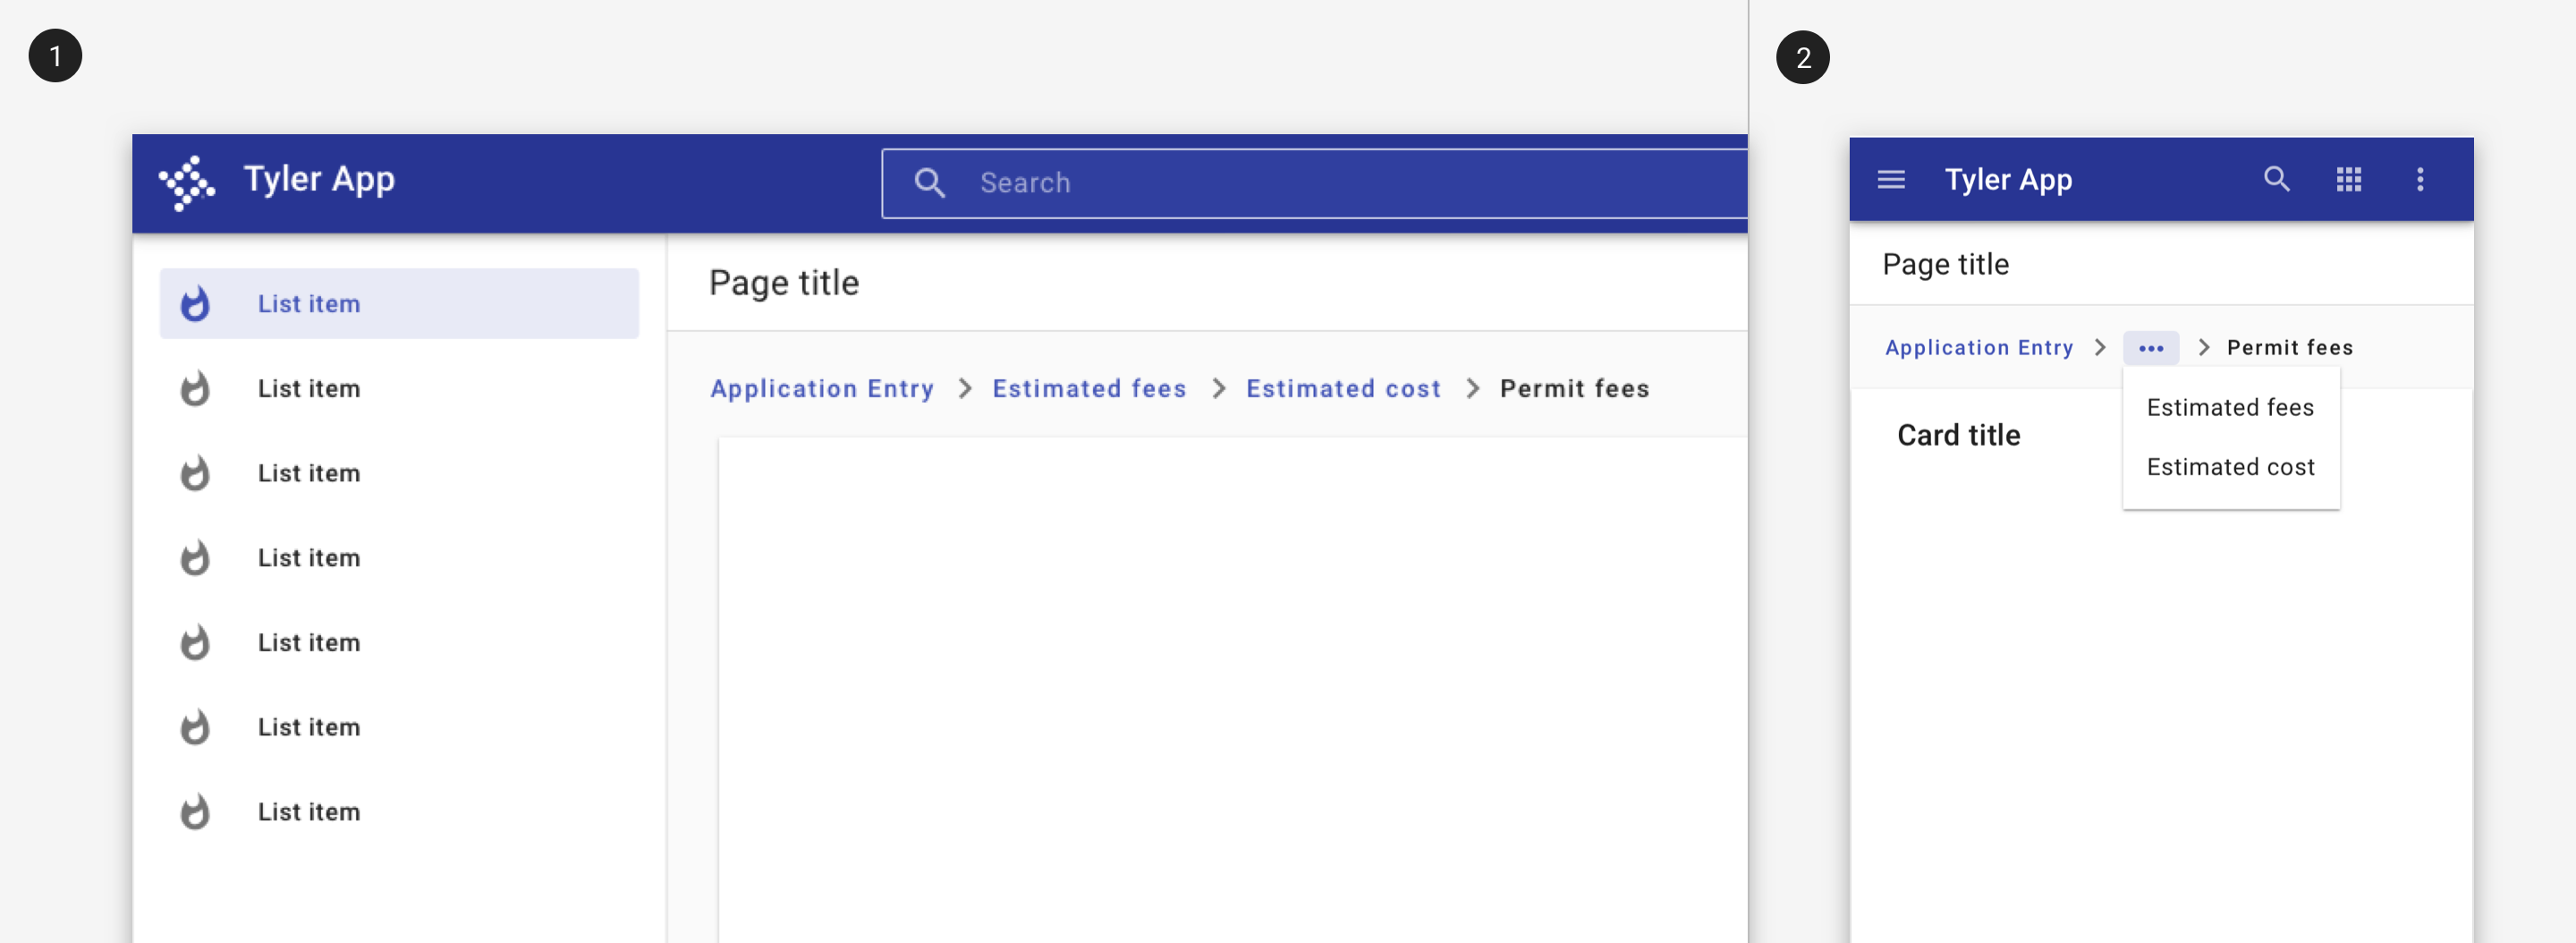 1
Tyler App
Search
List item
List item
List item
List item
List item
List item
List item
Page title
Application Entry > Estimated fees > Estimated cost > Permit fees
2
Tyler App
Page title
Application Entry > ••• > Permit fees
Estimated fees
Estimated cost
Card title